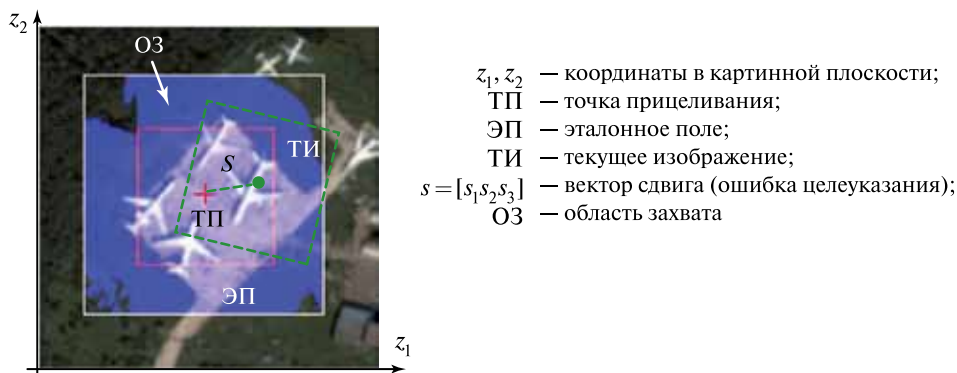 z₂
ОЗ
ТИ
S
ТП
ЭП
z₁
z₁, z₂ — координаты в картинной плоскости;
ТП — точка прицеливания;
ЭП — эталонное поле;
ТИ — текущее изображение;
s = [s₁s₂s₃] — вектор сдвига (ошибка целеуказания);
ОЗ — область захвата